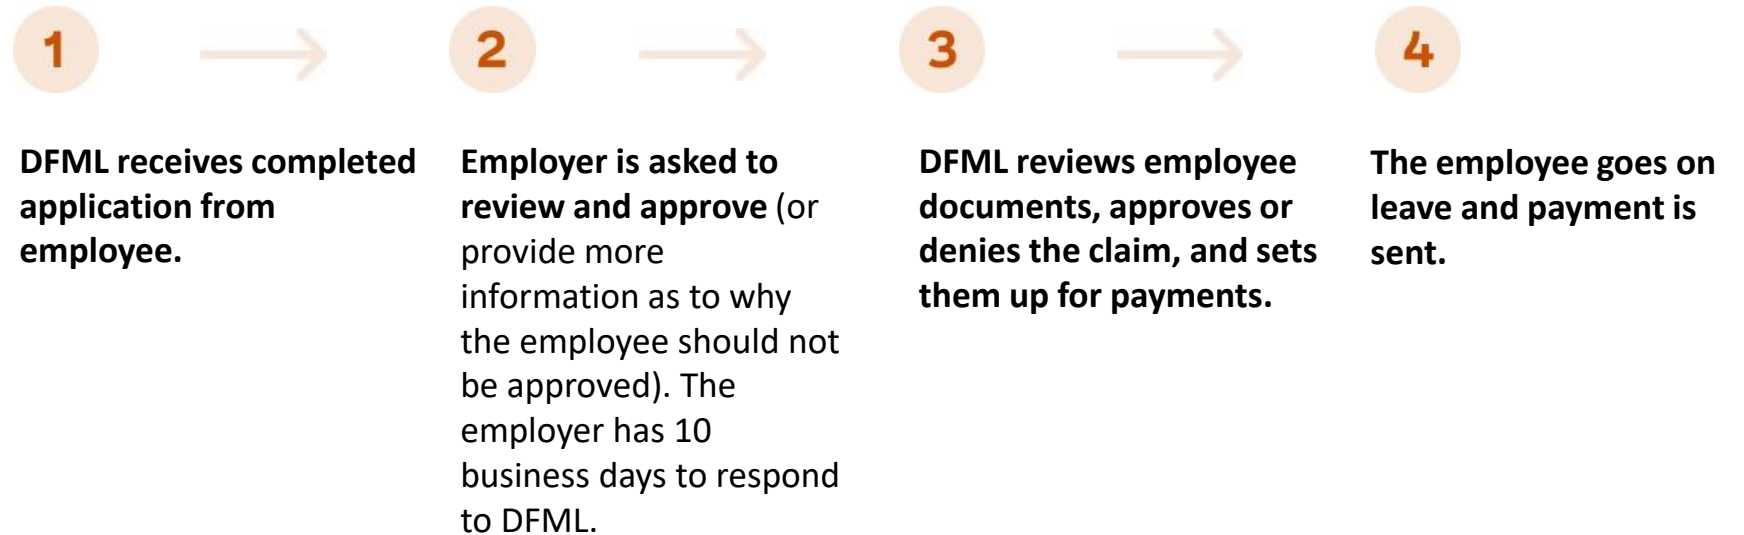 1
DFML receives completed
application from
employee.
2
Employer is asked to
review and approve (or
provide more
information as to why
the employee should not
be approved). The
employer has 10
business days to respond
to DFML.
3
DFML reviews employee
documents, approves or
denies the claim, and sets
them up for payments.
4
The employee goes on
leave and payment is
sent.